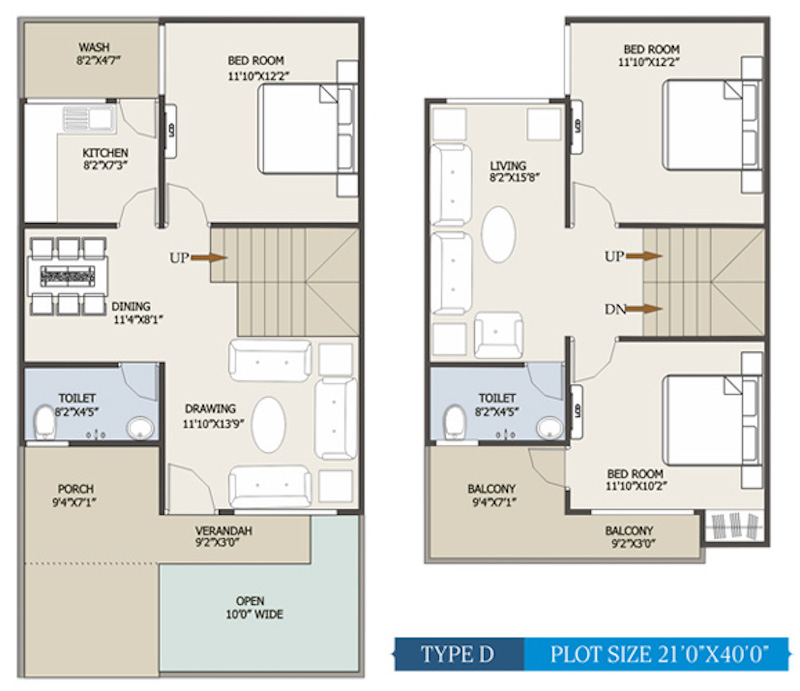 WASH
8'2"X4'7"
BED ROOM
11'10"X12'2"
LCD
KITCHEN
8'2"X7'3"
UP
DINING
11'4"X8'1"
TOILET
8'2"X4'5"
DRAWING
11'10"X13'9"
PORCH
9'4"X7'1"
VERANDAH
9'2"X3'0"
OPEN
10'0" WIDE
BED ROOM
11'10"X12'2"
LCD
LIVING
8'2"X15'8"
UP
DN
TOILET
8'2"X4'5"
LCD
BED ROOM
11'10"X10'2"
BALCONY
9'4"X7'1"
BALCONY
9'2"X3'0"
TYPE D PLOT SIZE 21'0"X40'0"